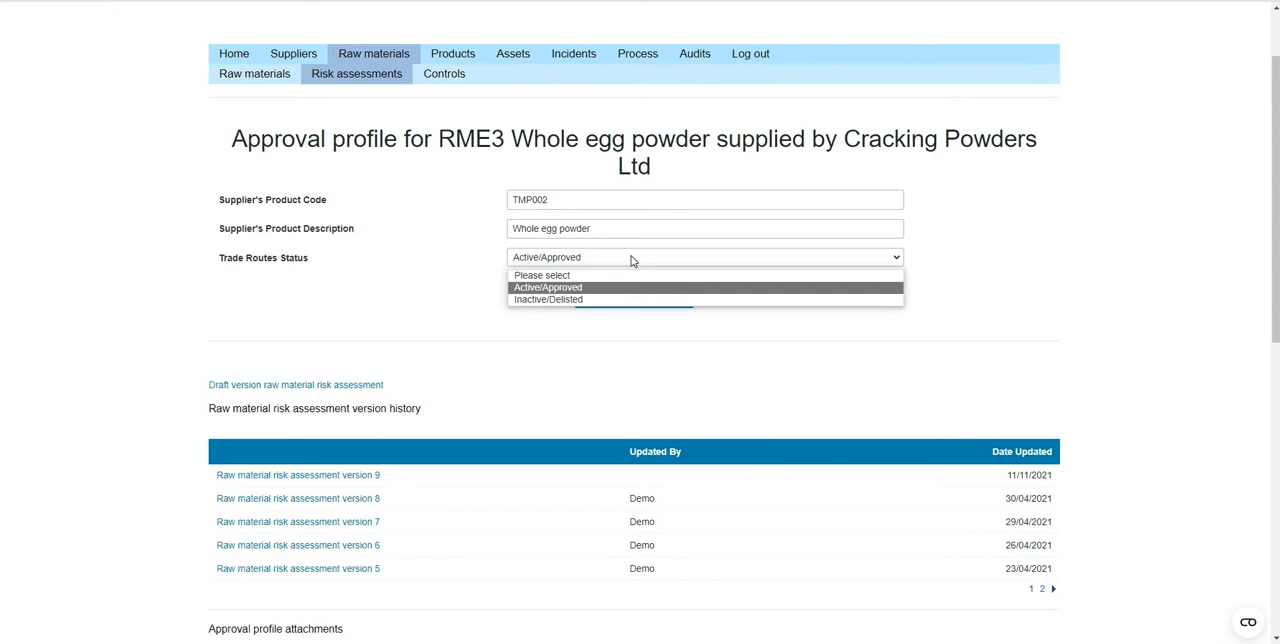 Home Suppliers Raw materials Products Assets Incidents Process Audits Log out
Raw materials Risk assessments Controls
Approval profile for RME3 Whole egg powder supplied by Cracking Powders
Ltd
Supplier's Product Code TMP002
Supplier's Product Description Whole egg powder
Trade Routes Status Active/Approved
Please select
Active/Approved
Inactive/Delisted
Draft version raw material risk assessment
Raw material risk assessment version history
Updated By Date Updated
Raw material risk assessment version 9 11/11/2021
Raw material risk assessment version 8 Demo 30/04/2021
Raw material risk assessment version 7 Demo 29/04/2021
Raw material risk assessment version 6 Demo 26/04/2021
Raw material risk assessment version 5 Demo 23/04/2021
1 2
Approval profile attachments